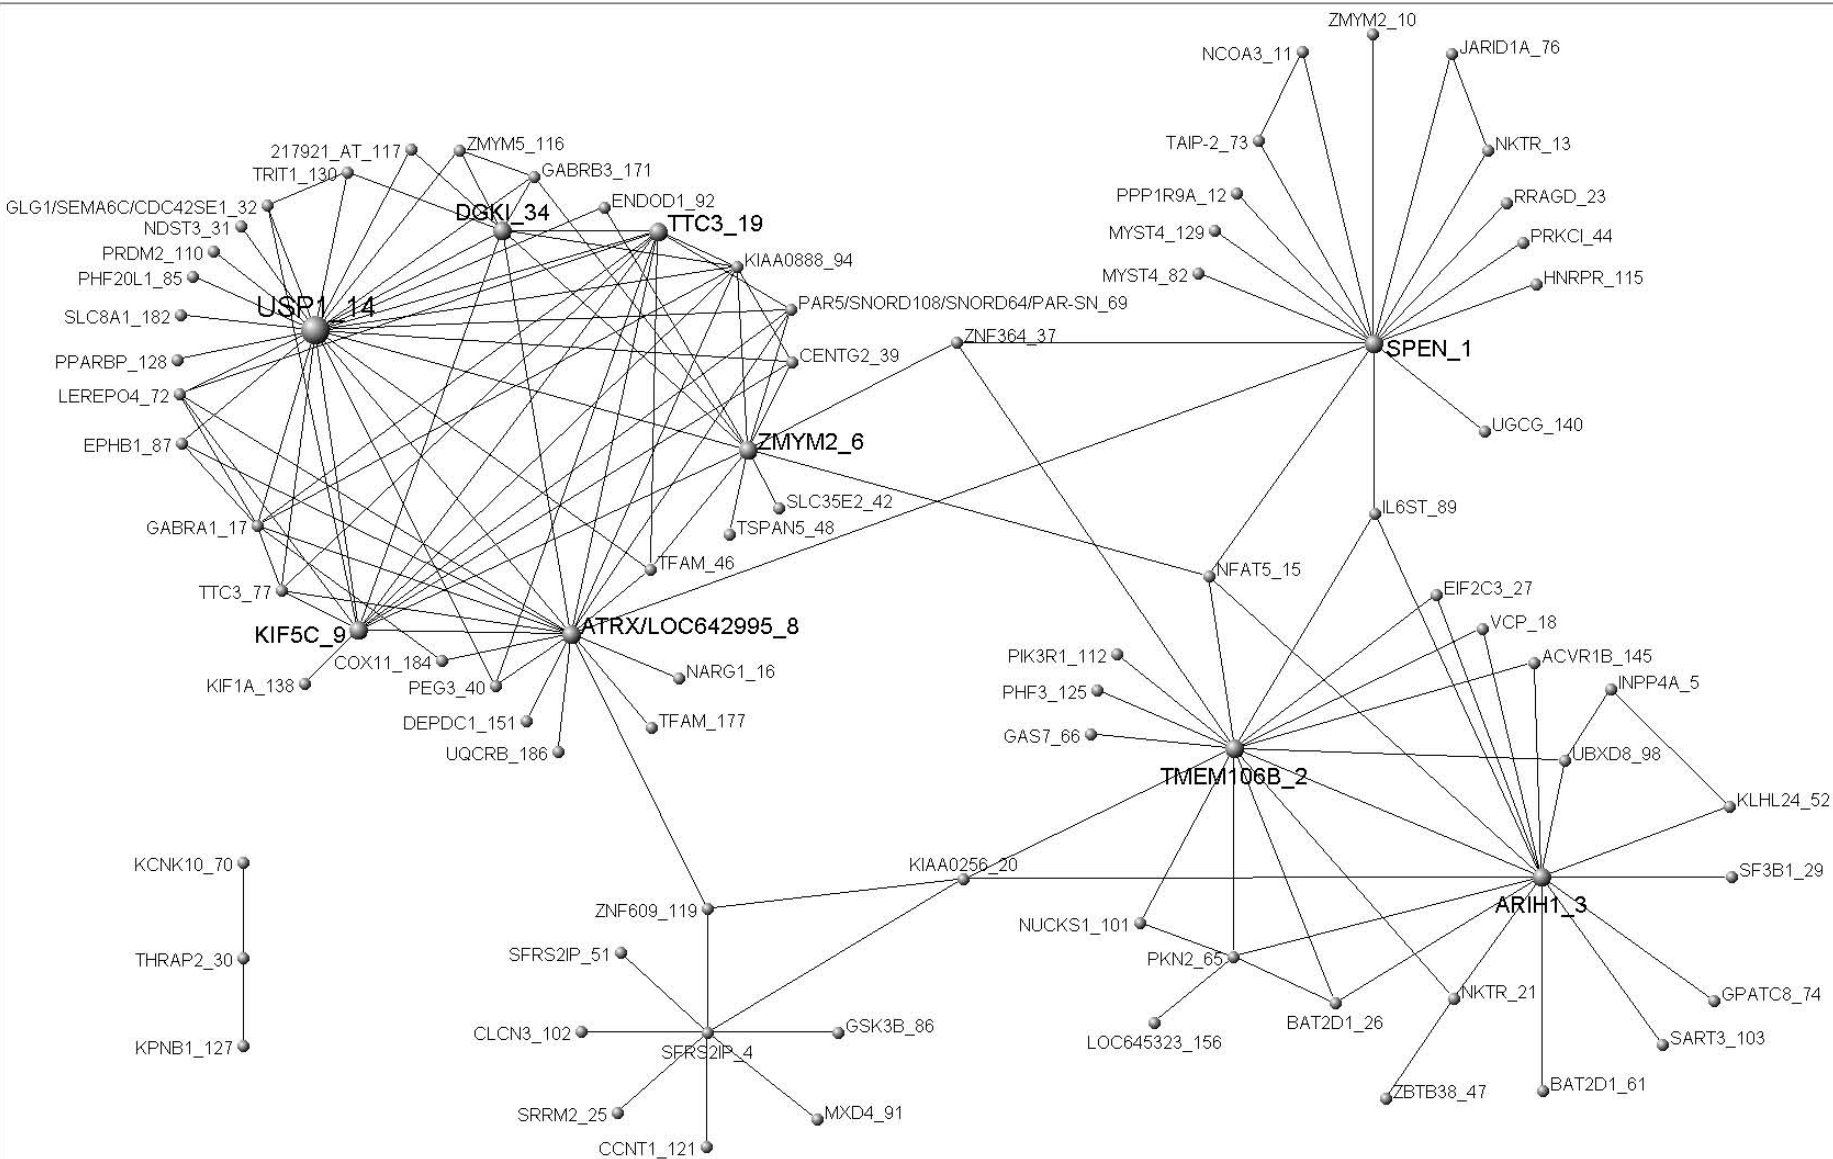 ZMYM2_10
NCOA3_11
JARID1A_76
TAIP-2_73
NKTR_13
217921_AT_117
ZMYM5_116
TRIT1_130
GABRB3_171
GLG1/SEMA6C/CDC42SE1_32
ENDOD1_92
DGKI_34
TTC3_19
NDST3_31
PRDM2_110
PHF20L1_85
KIAA0888_94
PPP1R9A_12
RRAGD_23
MYST4_129
PRKCI_44
MYST4_82
HNRPR_115
USP1_14
PAR5/SNORD108/SNORD64/PAR-SN_69
SLC8A1_182
ZNF364_37
SPEN_1
PPARBP_128
CENTG2_39
LEREPO4_72
UGCG_140
EPHB1_87
ZMYM2_6
SLC35E2_42
IL6ST_89
GABRA1_17
TSPAN5_48
TFAM_46
NFAT5_15
TTC3_77
EIF2C3_27
VCP_18
KIF5C_9
ATRX/LOC642995_8
COX11_184
PIK3R1_112
ACVR1B_145
KIF1A_138
PEG3_40
NARG1_16
PHF3_125
INPP4A_5
DEPDC1_151
TFAM_177
GAS7_66
UQCRB_186
UBXD8_98
TMEM106B_2
KLHL24_52
KCNK10_70
KIAA0256_20
SF3B1_29
ZNF609_119
ARIH1_3
NUCKS1_101
SFRS2IP_51
THRAP2_30
PKN2_65
NKTR_21
GPATC8_74
CLCN3_102
GSK3B_86
BAT2D1_26
KPNB1_127
SFRS2IP_4
LOC645323_156
SART3_103
SRRM2_25
MXD4_91
ZBTB38_47
BAT2D1_61
CCNT1_121